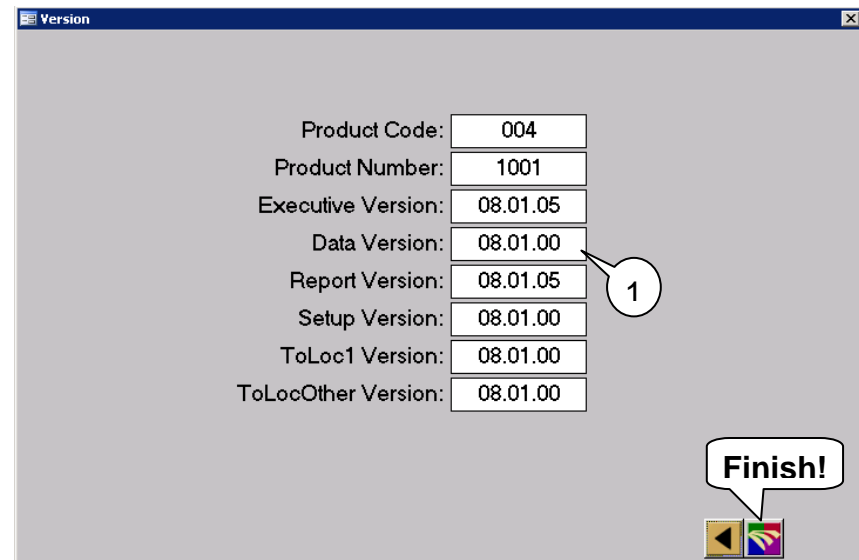 Version
Product Code: 004
Product Number: 1001
Executive Version: 08.01.05
Data Version: 08.01.00
Report Version: 08.01.05
1
Setup Version: 08.01.00
ToLoc1 Version: 08.01.00
ToLocOther Version: 08.01.00
Finish!